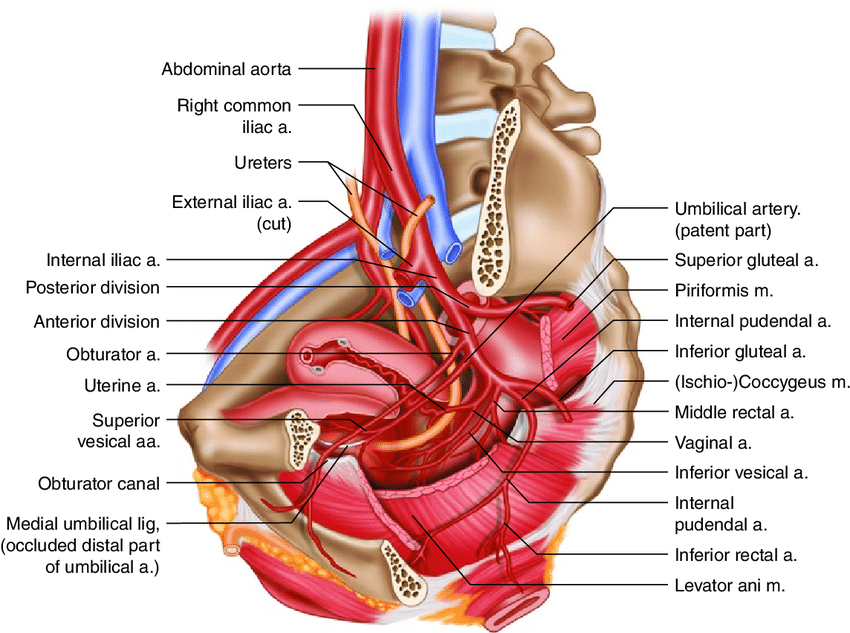 Abdominal aorta
Right common
iliac a.
Ureters
External iliac a.
(cut)
Internal iliac a.
Posterior division
Anterior division
Obturator a.
Uterine a.
Superior
vesical aa.
Obturator canal
Medial umbilical lig,
(occluded distal part
of umbilical a.)
Umbilical artery.
(patent part)
Superior gluteal a.
Piriformis m.
Internal pudendal a.
Inferior gluteal a.
(Ischio-)Coccygeus m.
Middle rectal a.
Vaginal a.
Inferior vesical a.
Internal
pudendal a.
Inferior rectal a.
Levator ani m.